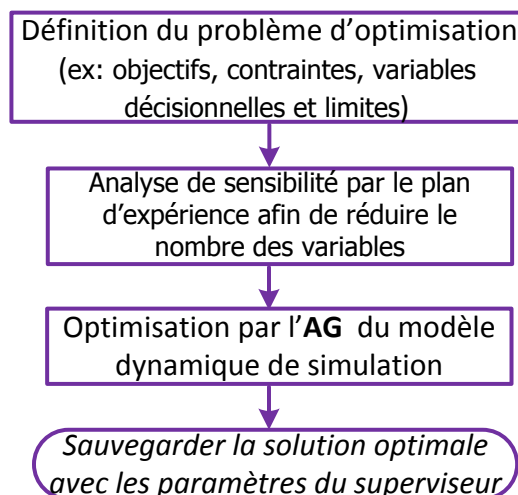 Définition du problème d'optimisation
(ex: objectifs, contraintes, variables
décisionnelles et limites)
Analyse de sensibilité par le plan
d'expérience afin de réduire le
nombre des variables
Optimisation par l'AG du modèle
dynamique de simulation
Sauvegarder la solution optimale
avec les paramètres du superviseur